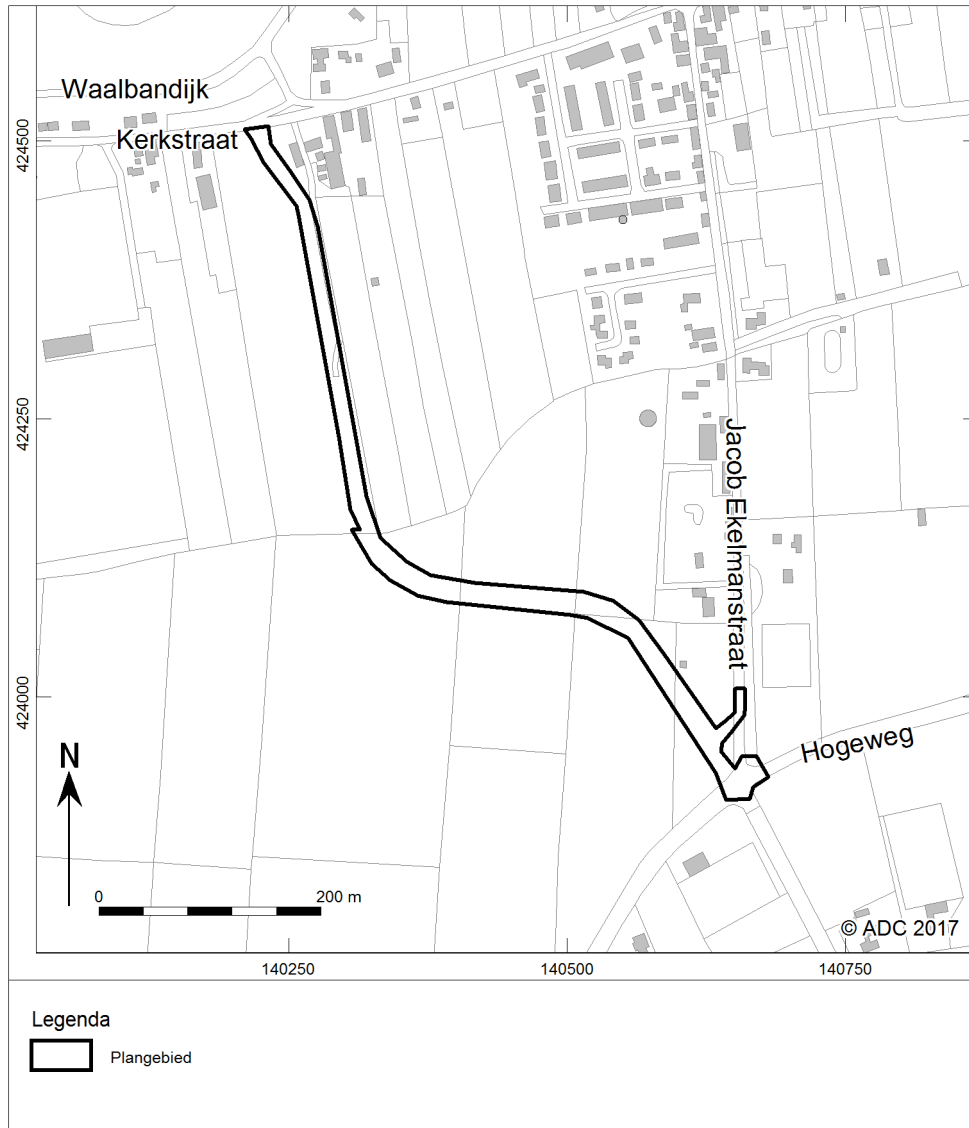 Waalbandijk
Kerkstraat
424500
424250
424000
Jacob Ekelmanstraat
Hogeweg
N
0 200 m
© ADC 2017
140250 140500 140750
Legenda
Plangebied